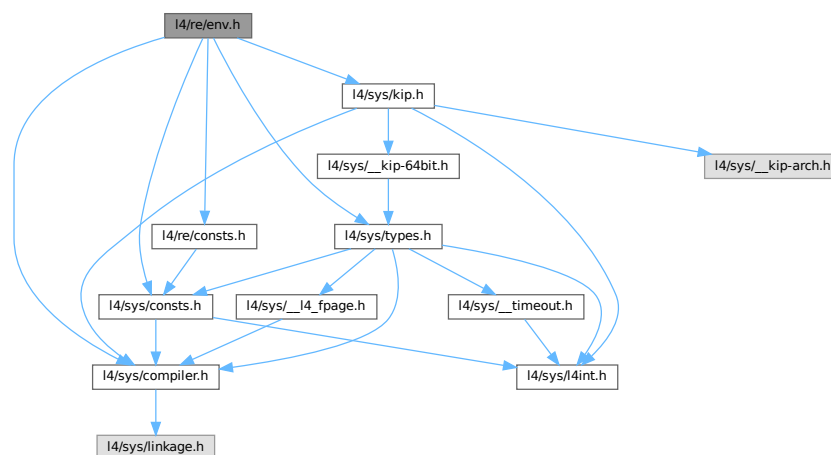 l4/re/env.h
l4/sys/kip.h
l4/sys/__kip-64bit.h
l4/sys/__kip-arch.h
l4/re/consts.h
l4/sys/types.h
l4/sys/consts.h
l4/sys/__l4_fpage.h
l4/sys/__timeout.h
l4/sys/compiler.h
l4/sys/l4int.h
l4/sys/linkage.h